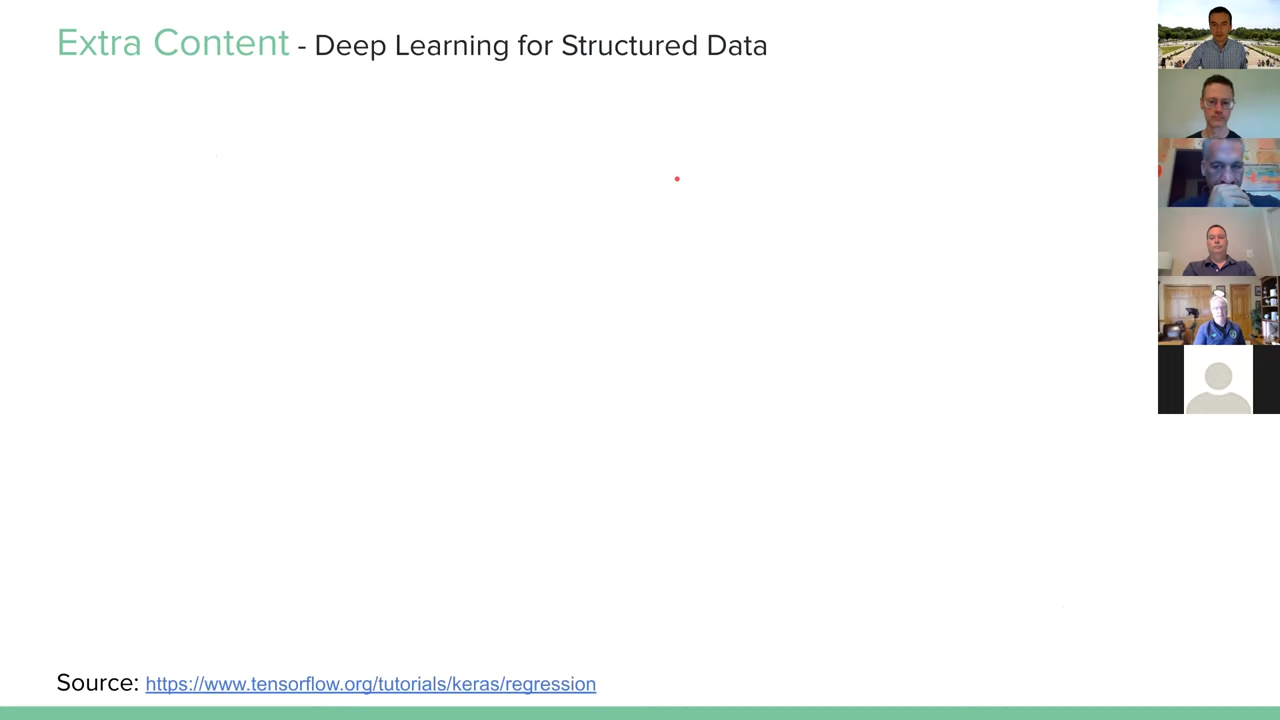 Extra Content - Deep Learning for Structured Data
Source: https://www.tensorflow.org/tutorials/keras/regression